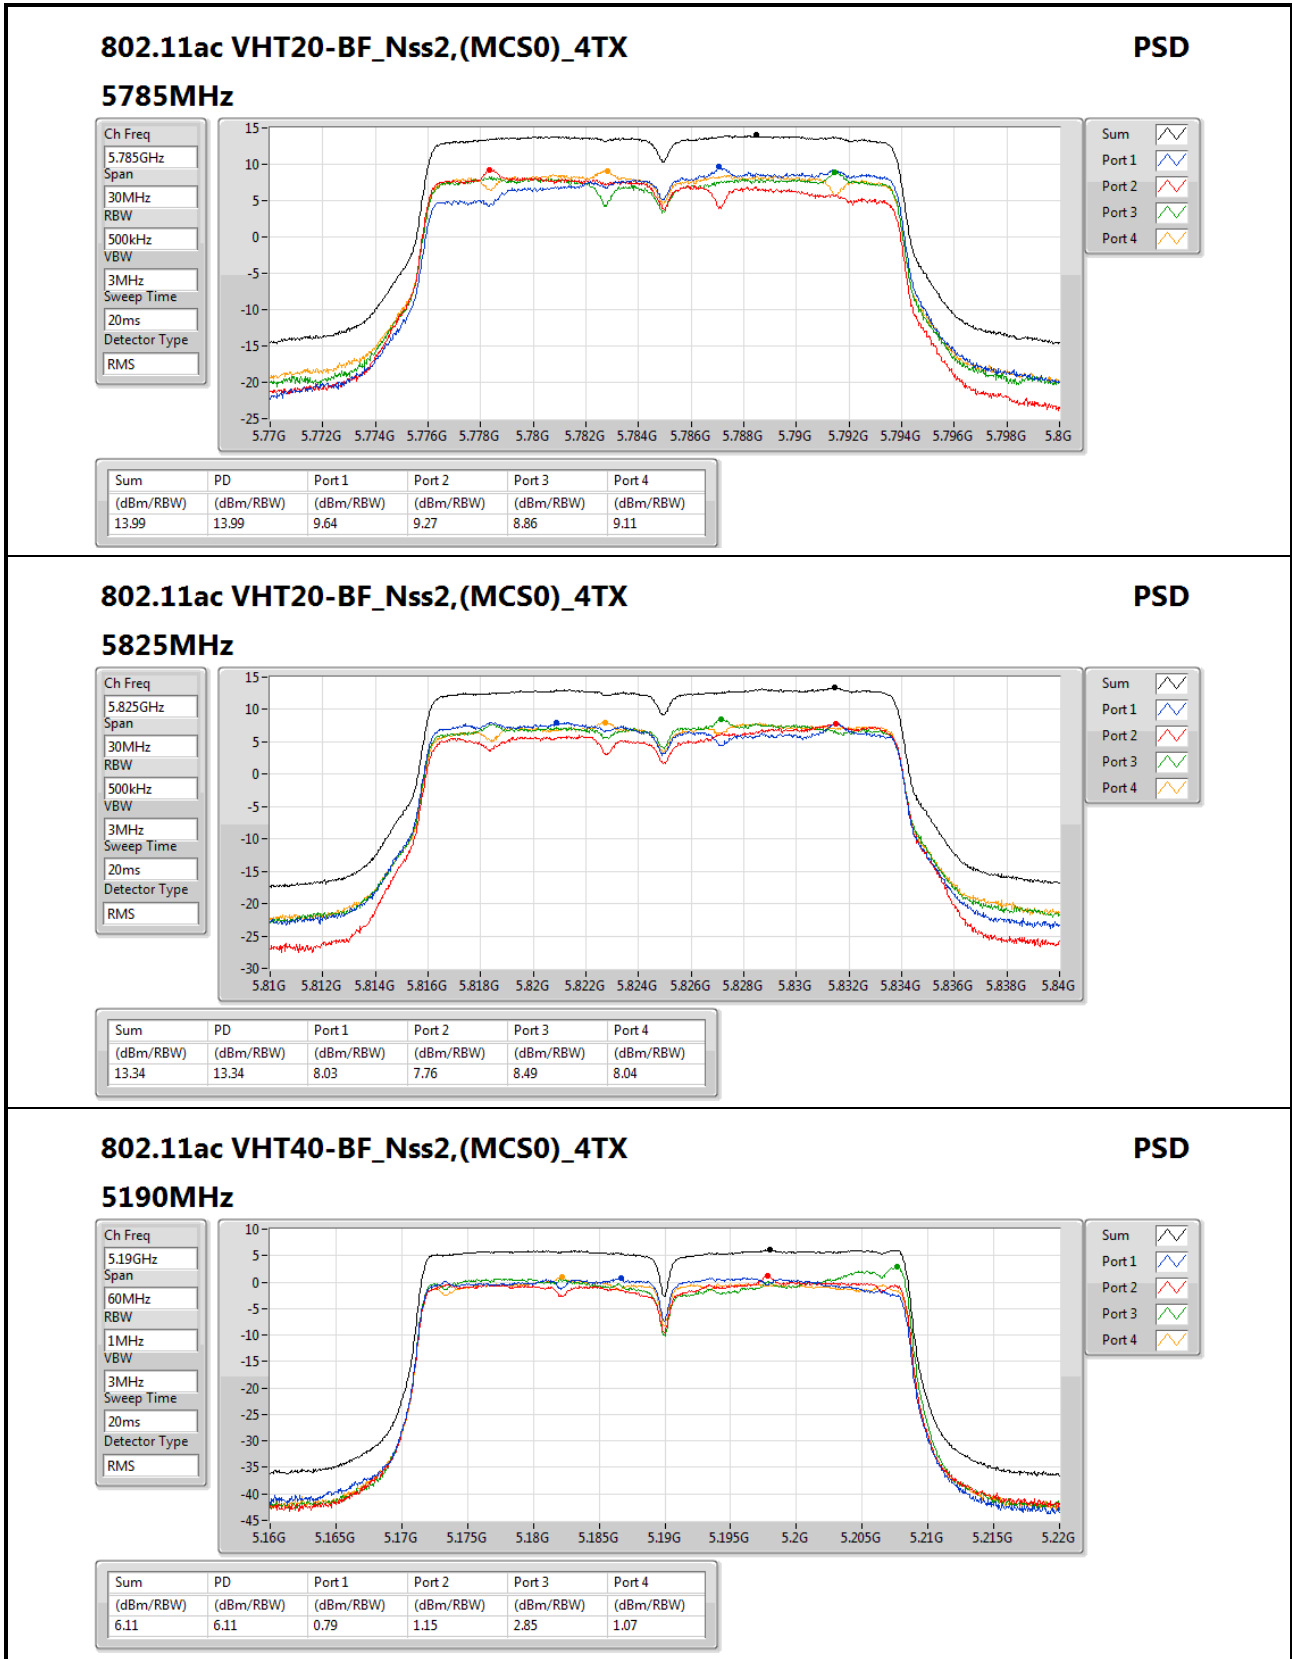 802.11ac VHT20-BF_Nss2,(MCS0)_4TX PSD
5785MHz
Ch Freq
5.785GHz
Span
30MHz
RBW
500kHz
VBW
3MHz
Sweep Time
20ms
Detector Type
RMS
15
10
5
0
-5
-10
-15
-20
-25
5.77G 5.772G 5.774G 5.776G 5.778G 5.78G 5.782G 5.784G 5.786G 5.788G 5.79G 5.792G 5.794G 5.796G 5.798G 5.8G
Sum
Port 1
Port 2
Port 3
Port 4
Sum PD Port 1 Port 2 Port 3 Port 4
(dBm/RBW) (dBm/RBW) (dBm/RBW) (dBm/RBW) (dBm/RBW) (dBm/RBW)
13.99 13.99 9.64 9.27 8.86 9.11
802.11ac VHT20-BF_Nss2,(MCS0)_4TX PSD
5825MHz
Ch Freq
5.825GHz
Span
30MHz
RBW
500kHz
VBW
3MHz
Sweep Time
20ms
Detector Type
RMS
15
10
5
0
-5
-10
-15
-20
-25
-30
5.81G 5.812G 5.814G 5.816G 5.818G 5.82G 5.822G 5.824G 5.826G 5.828G 5.83G 5.832G 5.834G 5.836G 5.838G 5.84G
Sum
Port 1
Port 2
Port 3
Port 4
Sum PD Port 1 Port 2 Port 3 Port 4
(dBm/RBW) (dBm/RBW) (dBm/RBW) (dBm/RBW) (dBm/RBW) (dBm/RBW)
13.34 13.34 8.03 7.76 8.49 8.04
802.11ac VHT40-BF_Nss2,(MCS0)_4TX PSD
5190MHz
Ch Freq
5.19GHz
Span
60MHz
RBW
1MHz
VBW
3MHz
Sweep Time
20ms
Detector Type
RMS
10
5
0
-5
-10
-15
-20
-25
-30
-35
-40
-45
5.16G 5.165G 5.17G 5.175G 5.18G 5.185G 5.19G 5.195G 5.2G 5.205G 5.21G 5.215G 5.22G
Sum
Port 1
Port 2
Port 3
Port 4
Sum PD Port 1 Port 2 Port 3 Port 4
(dBm/RBW) (dBm/RBW) (dBm/RBW) (dBm/RBW) (dBm/RBW) (dBm/RBW)
6.11 6.11 0.79 1.15 2.85 1.07